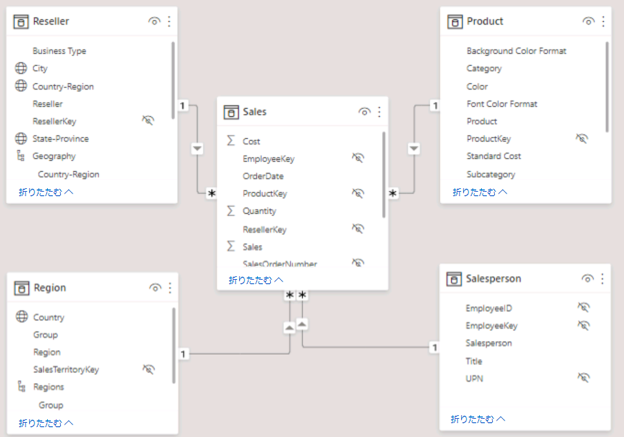 Reseller
Business Type
City
Country-Region
Reseller
ResellerKey
State-Province
Geography
Country-Region
折りたたむ
Product
Background Color Format
Category
Color
Font Color Format
Product
ProductKey
Standard Cost
Subcategory
折りたたむ
1
*
1
*
Sales
Cost
EmployeeKey
OrderDate
ProductKey
Quantity
ResellerKey
Sales
SalesOrderNumber
折りたたむ
* *
Region
Country
Group
Region
SalesTerritoryKey
Regions
Group
折りたたむ
1
1
Salesperson
EmployeeID
EmployeeKey
Salesperson
Title
UPN
折りたたむ